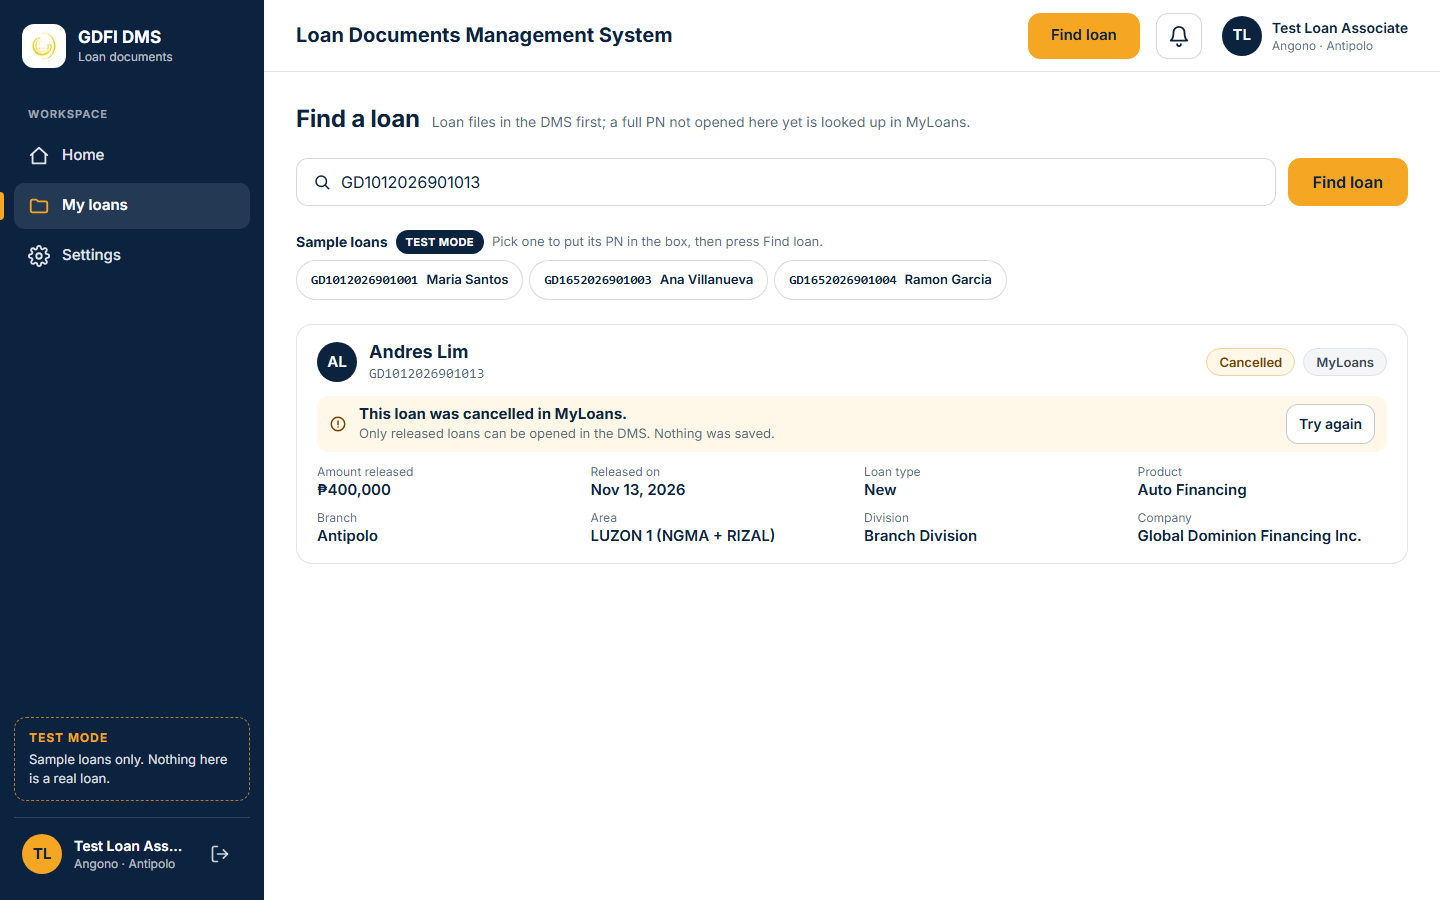 GDFI DMS
Loan documents
WORKSPACE
Home
My loans
Settings
TEST MODE
Sample loans only. Nothing here
is a real loan.
TL
Test Loan Ass...
Angono · Antipolo
Loan Documents Management System
Find loan
TL
Test Loan Associate
Angono · Antipolo
Find a loan
Loan files in the DMS first; a full PN not opened here yet is looked up in MyLoans.
GD1012026901013
Find loan
Sample loans
TEST MODE
Pick one to put its PN in the box, then press Find loan.
GD1012026901001 Maria Santos
GD1652026901003 Ana Villanueva
GD1652026901004 Ramon Garcia
AL
Andres Lim
GD1012026901013
Cancelled
MyLoans
This loan was cancelled in MyLoans.
Only released loans can be opened in the DMS. Nothing was saved.
Try again
Amount released
₱400,000
Released on
Nov 13, 2026
Loan type
New
Product
Auto Financing
Branch
Antipolo
Area
LUZON 1 (NGMA + RIZAL)
Division
Branch Division
Company
Global Dominion Financing Inc.